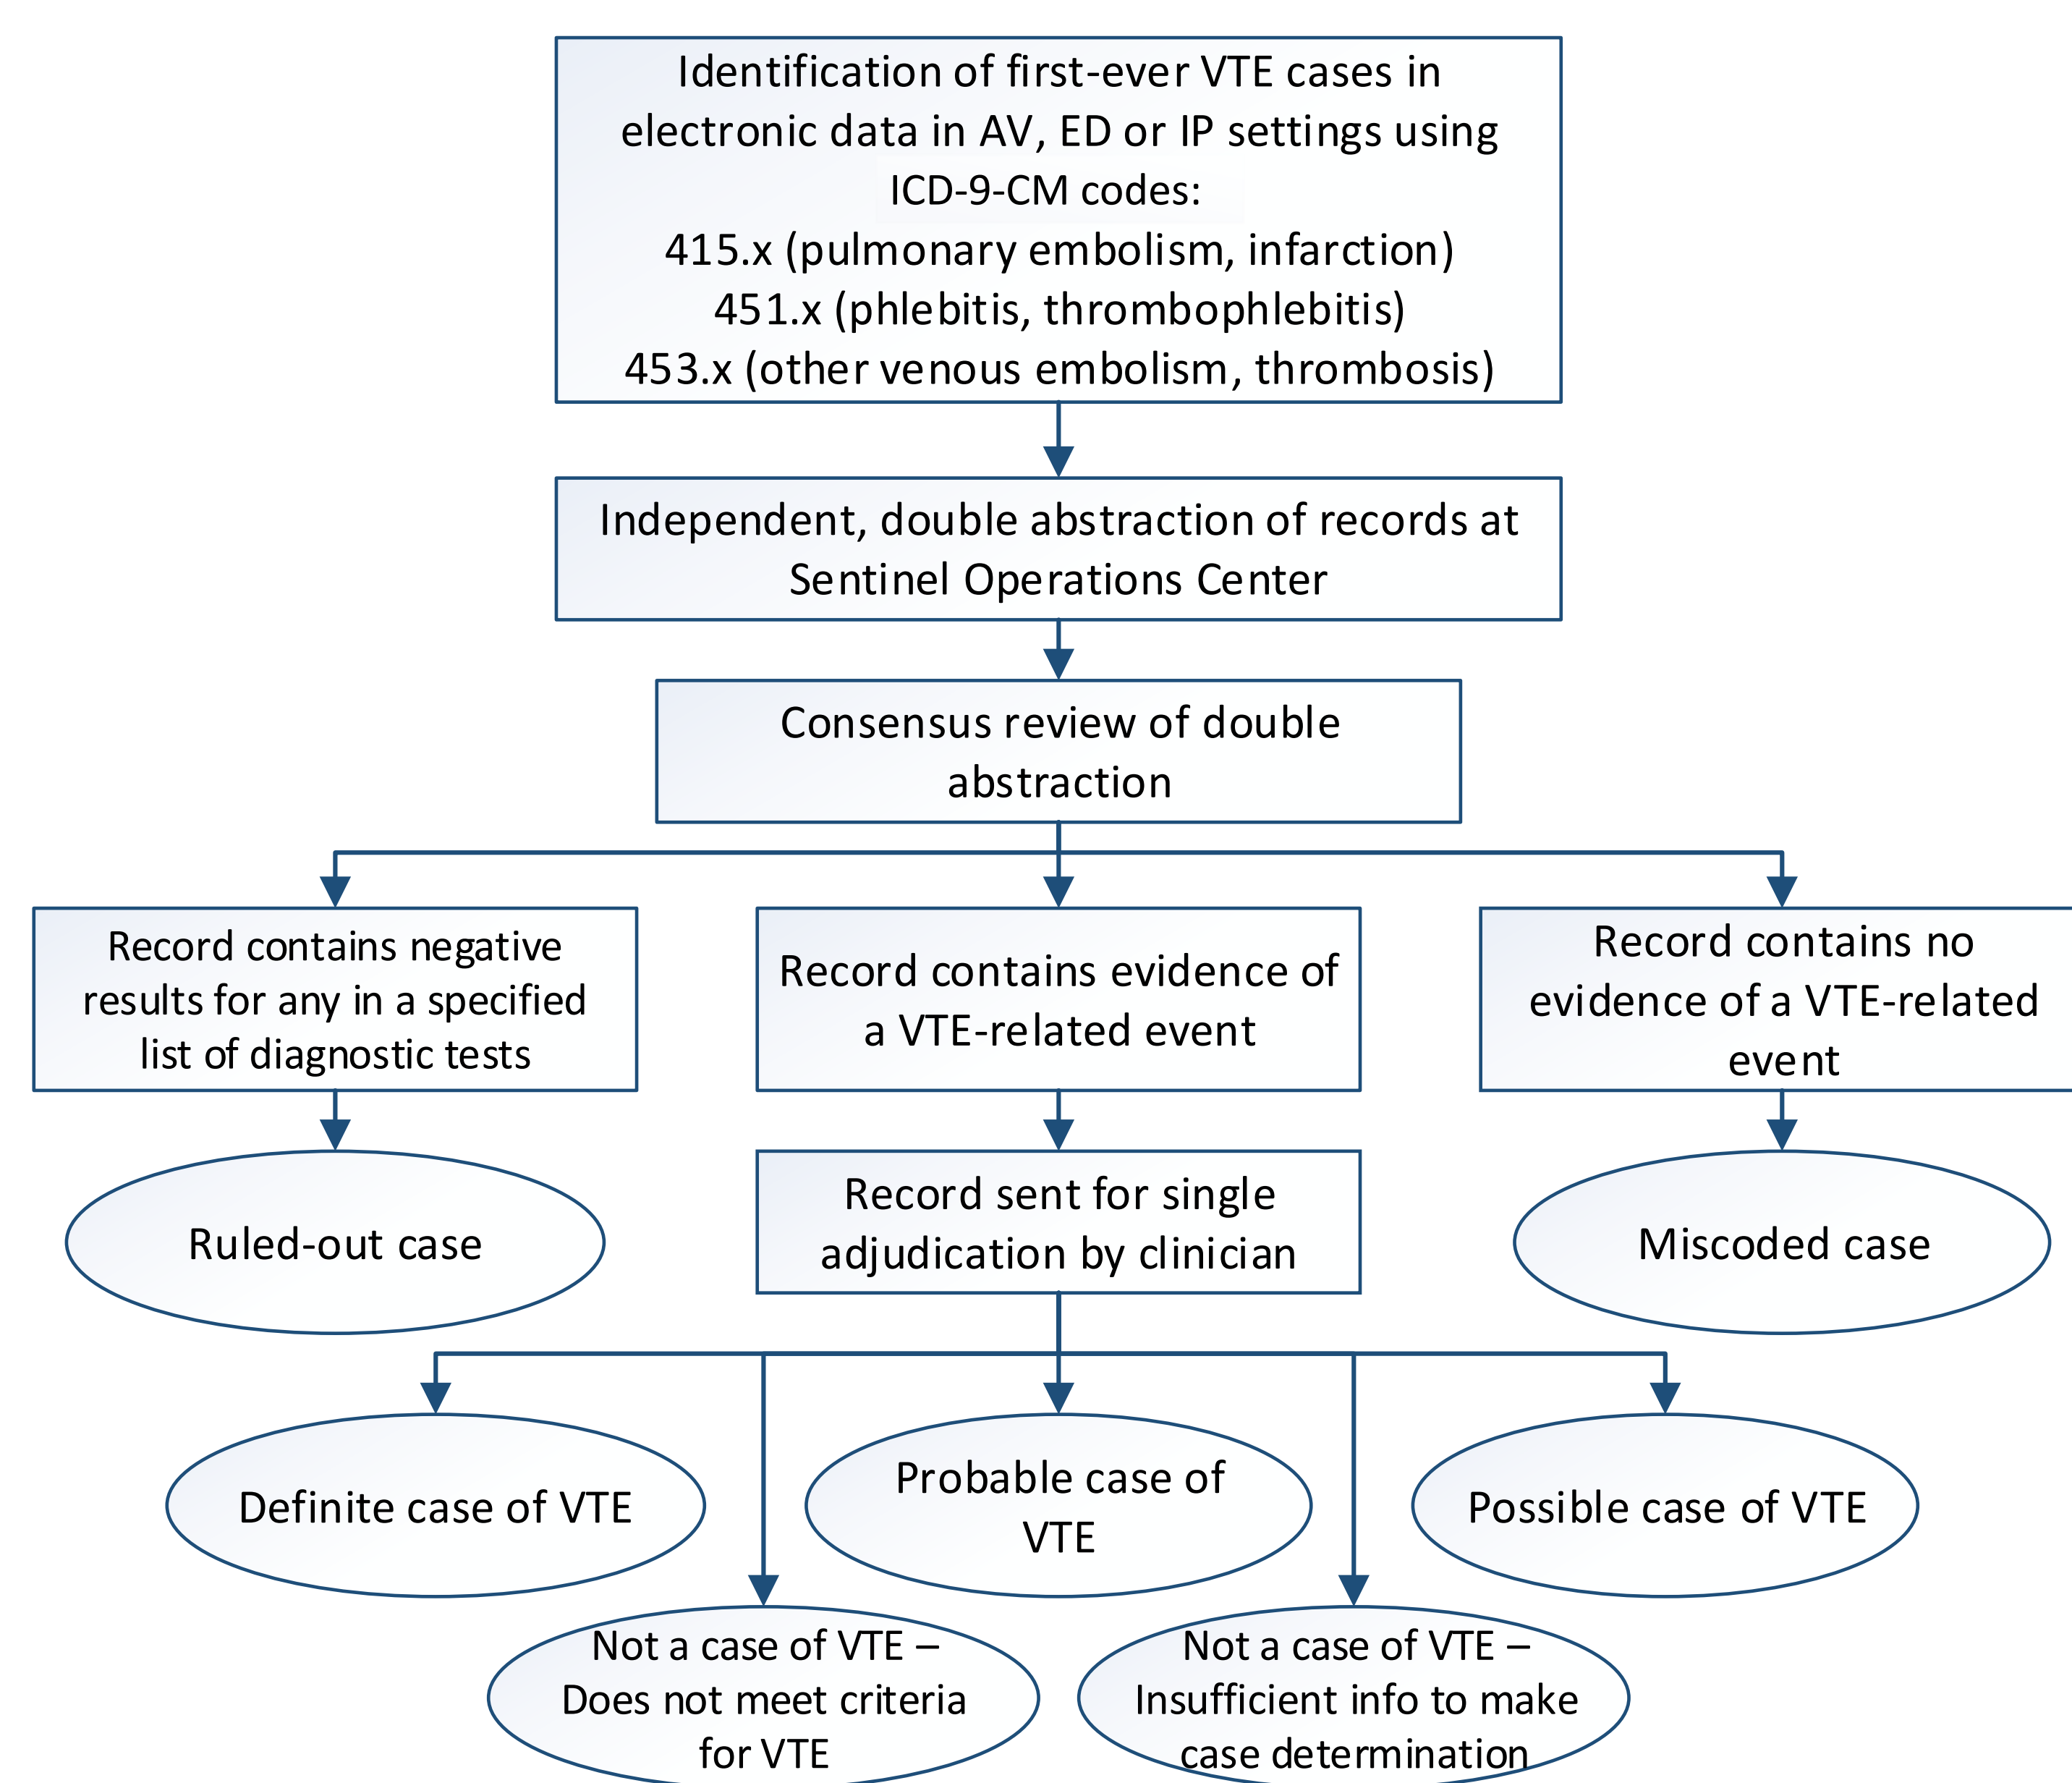 Identification of first-ever VTE cases in
electronic data in AV, ED or IP settings using
ICD-9-CM codes:
415.x (pulmonary embolism, infarction)
451.x (phlebitis, thrombophlebitis)
453.x (other venous embolism, thrombosis)
Independent, double abstraction of records at
Sentinel Operations Center
Consensus review of double
abstraction
Record contains negative
results for any in a specified
list of diagnostic tests
Record contains evidence of
a VTE-related event
Record contains no
evidence of a VTE-related
event
Ruled-out case
Record sent for single
adjudication by clinician
Miscoded case
Definite case of VTE
Probable case of
VTE
Possible case of VTE
Not a case of VTE –
Does not meet criteria
for VTE
Not a case of VTE –
Insufficient info to make
case determination